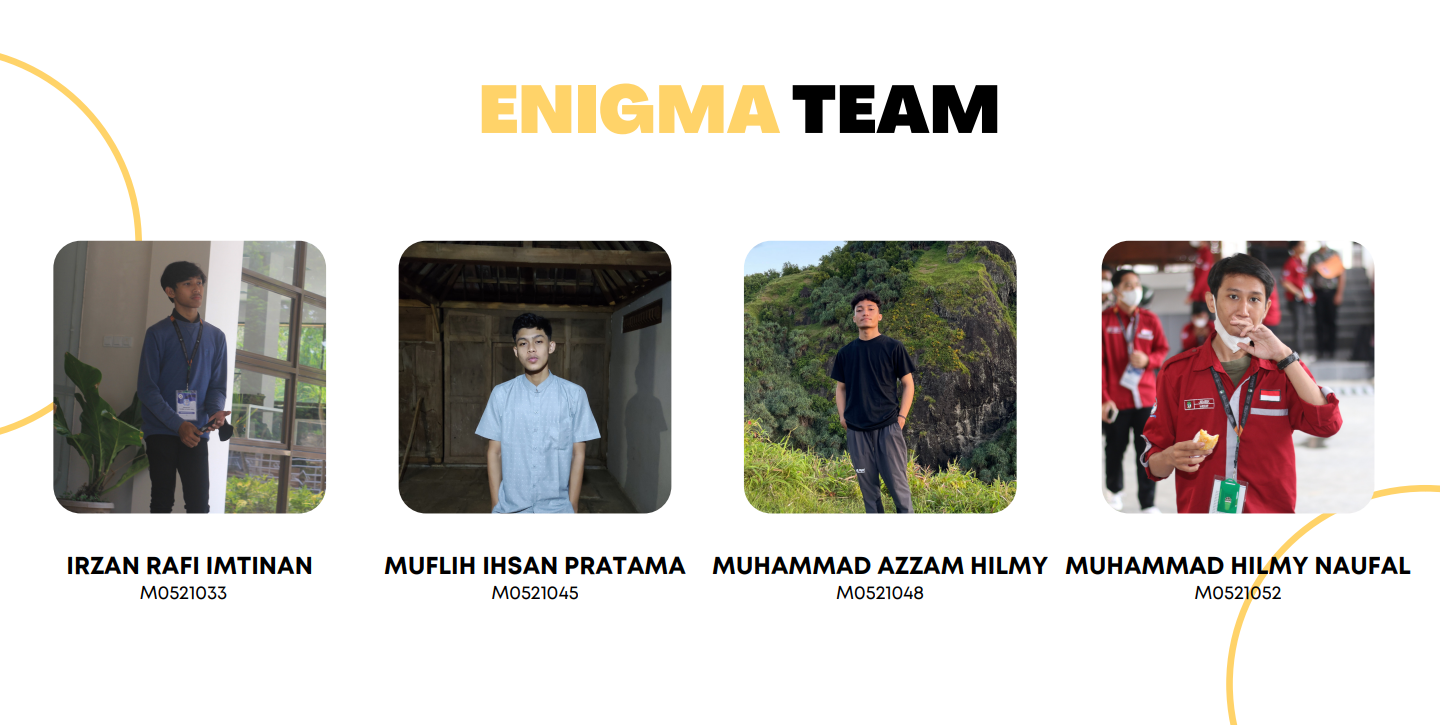 ENIGMA TEAM
IRZAN RAFI IMTINAN
M0521033
MUFLIH IHSAN PRATAMA
M0521045
MUHAMMAD AZZAM HILMY
M0521048
MUHAMMAD HILMY NAUFAL
M0521052